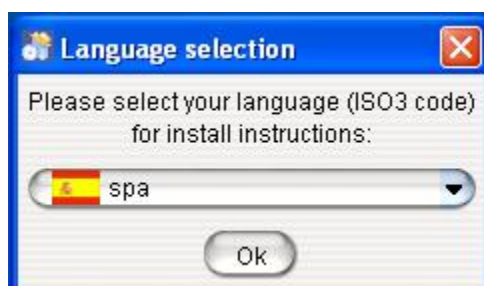 Language selection
Please select your language (ISO3 code)
for install instructions:
spa
Ok